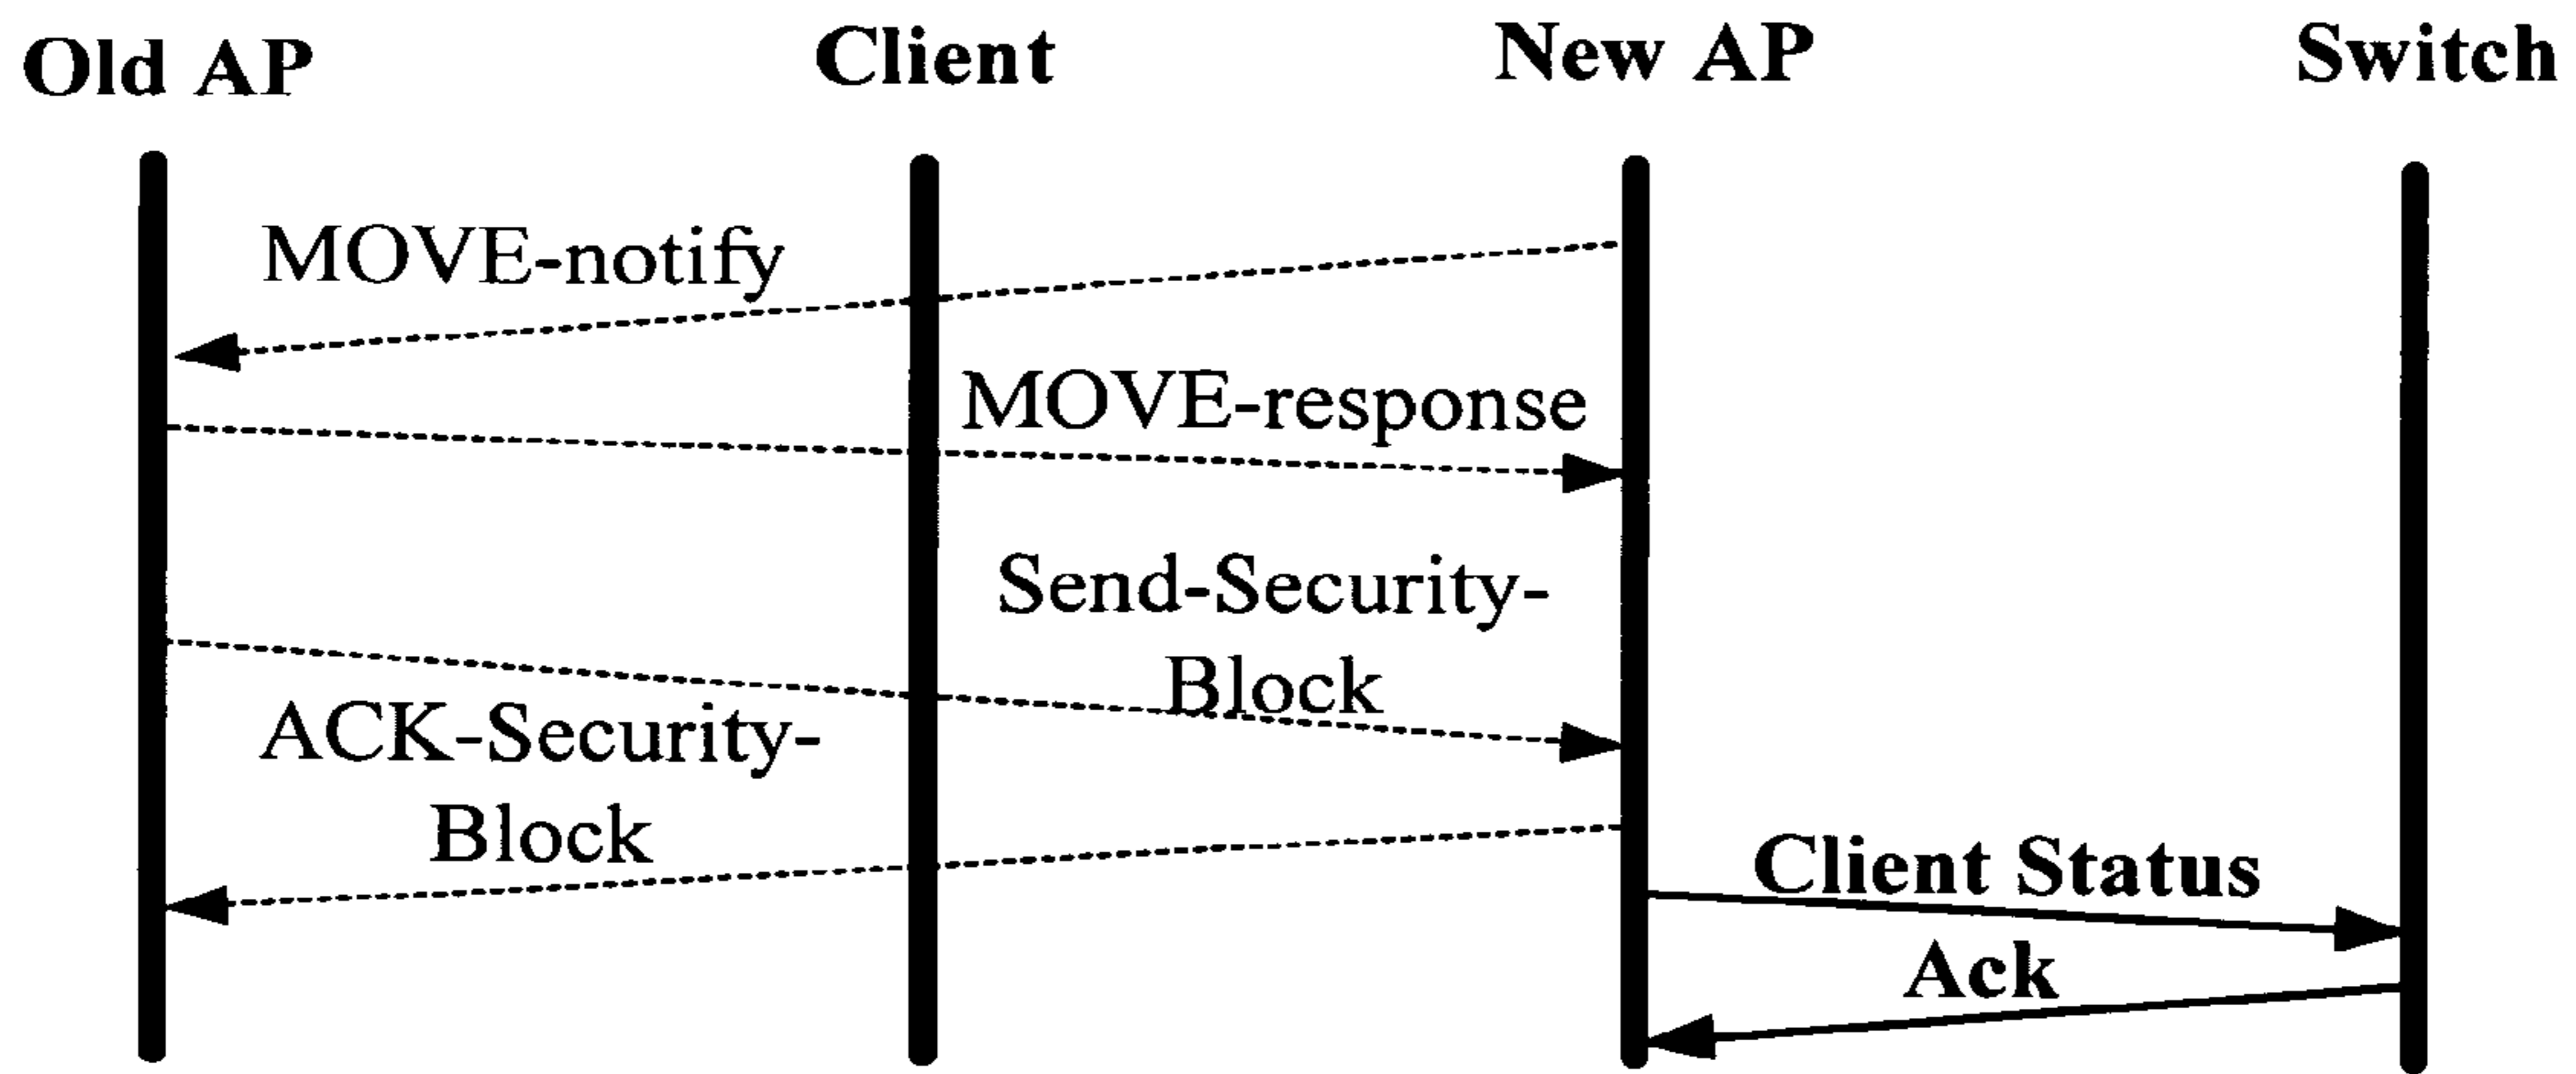 Old AP
Client
New AP
Switch
MOVE-notify
MOVE-response
Send-Security-
Block
ACK-Security-
Block
Client Status
Ack